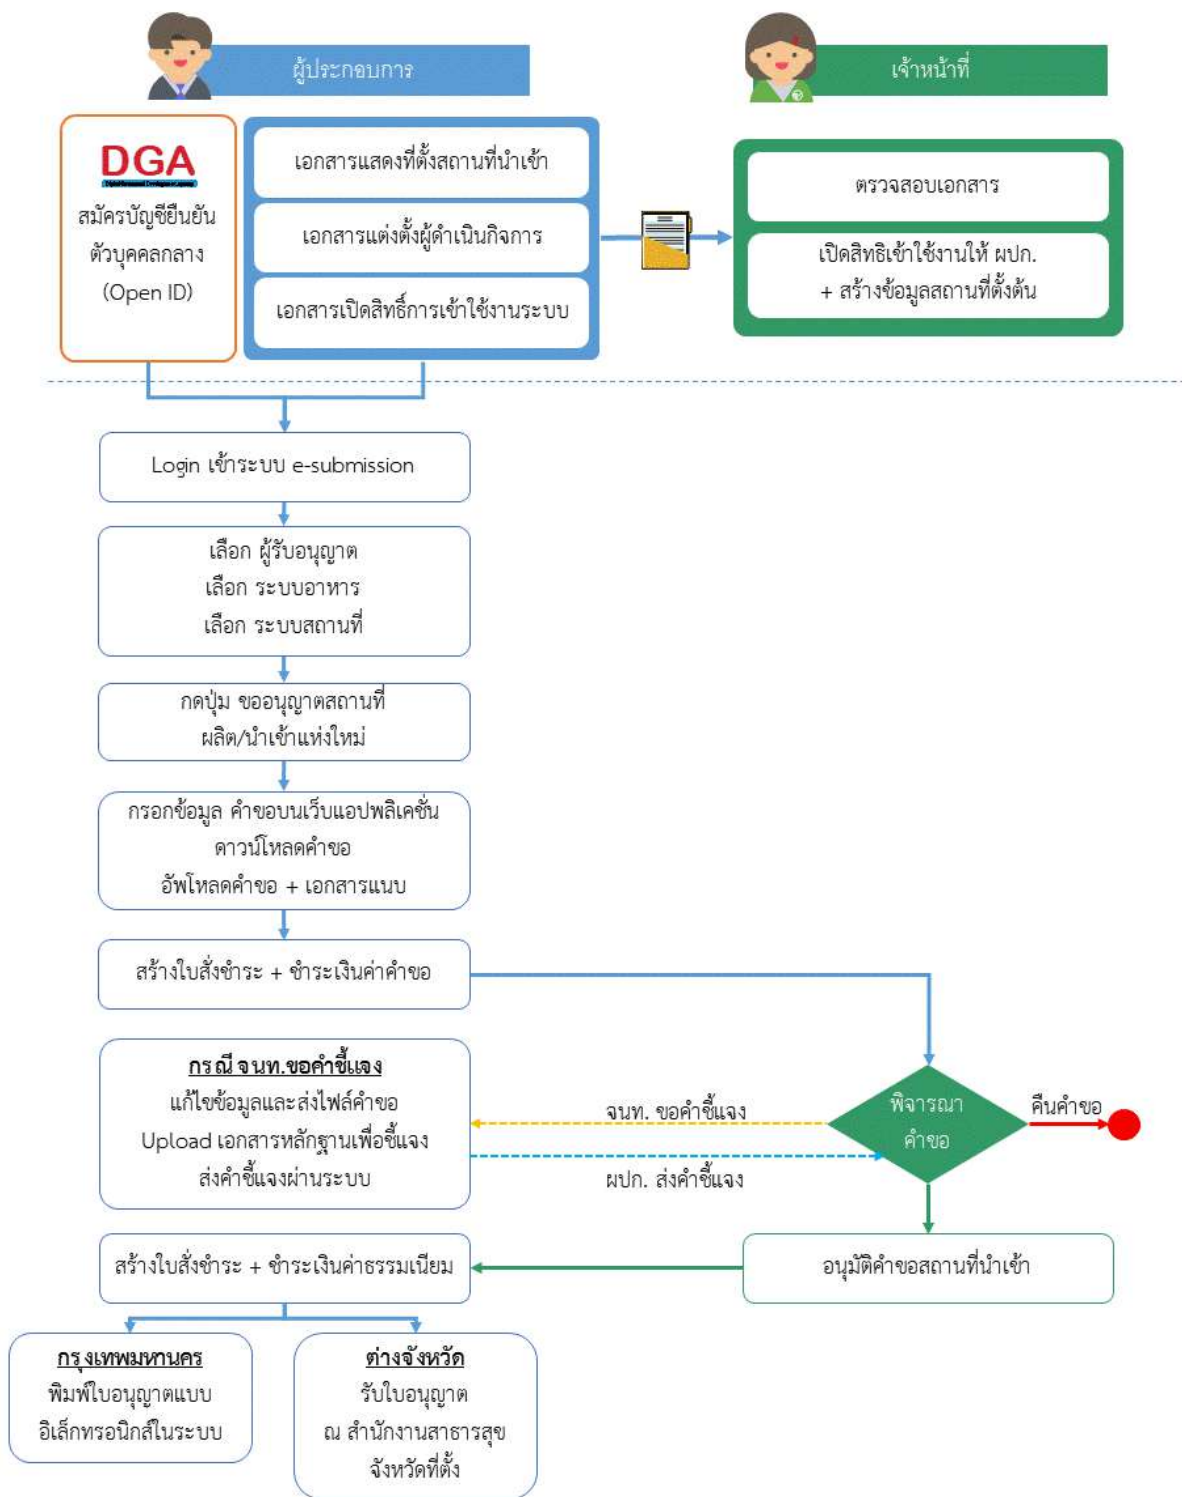 ผู้ประกอบการ
เจ้าหน้าที่
DGA
สมัครบัญชียืนยัน
ตัวบุคคลกลาง
(Open ID)
เอกสารแสดงที่ตั้งสถานที่นำเข้า
เอกสารแต่งตั้งผู้ดำเนินกิจการ
เอกสารเปิดสิทธิ์การเข้าใช้งานระบบ
ตรวจสอบเอกสาร
เปิดสิทธิเข้าใช้งานให้ ผปก.
+ สร้างข้อมูลสถานที่ตั้งต้น
Login เข้าระบบ e-submission
เลือก ผู้รับอนุญาต
เลือก ระบบอาหาร
เลือก ระบบสถานที่
กดปุ่ม ขออนุญาตสถานที่
ผลิต/นำเข้าแห่งใหม่
กรอกข้อมูล คำขอบนเว็บแอปพลิเคชั่น
ดาวน์โหลดคำขอ
อัพโหลดคำขอ + เอกสารแนบ
สร้างใบสั่งชำระ + ชำระเงินค่าคำขอ
กรณี จนท.ขอคำชี้แจง
แก้ไขข้อมูลและส่งไฟล์คำขอ
Upload เอกสารหลักฐานเพื่อชี้แจง
ส่งคำชี้แจงผ่านระบบ
จนท. ขอคำชี้แจง
ผปก. ส่งคำชี้แจง
พิจารณา
คำขอ
คืนคำขอ
สร้างใบสั่งชำระ + ชำระเงินค่าธรรมเนียม
อนุมัติคำขอสถานที่นำเข้า
กรุงเทพมหานคร
พิมพ์ใบอนุญาตแบบ
อิเล็กทรอนิกส์ในระบบ
ต่างจังหวัด
รับใบอนุญาต
ณ สำนักงานสาธารสุข
จังหวัดที่ตั้ง